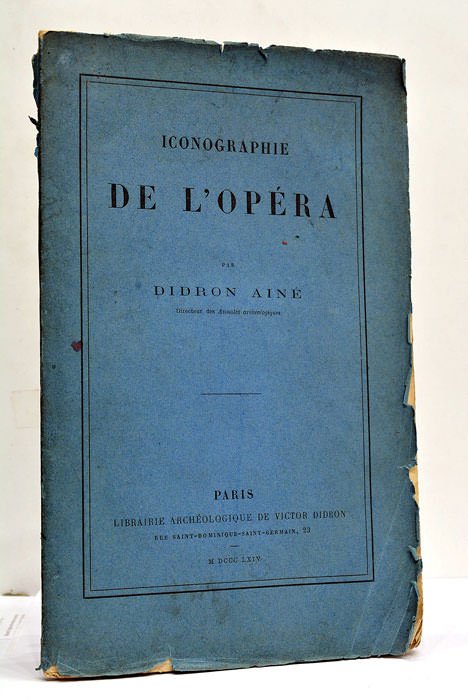 ICONOGRAPHIE
DE L'OPÉRA
PAR
DIDRON AINÉ
Directeur des Annales archéologiques
PARIS
LIBRAIRIE ARCHÉOLOGIQUE DE VICTOR DIDRON
RUE SAINT-DOMINIQUE-SAINT-GERMAIN, 23
M DCCC LXIV